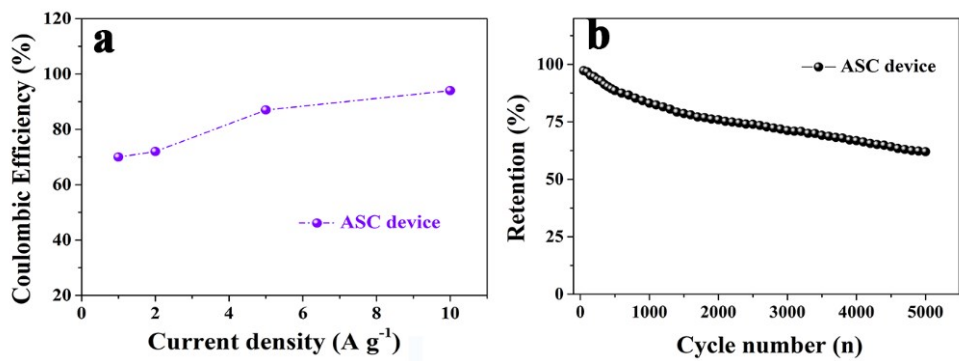 a
Coulombic Efficiency (%)
120
100
80
60
40
20
ASC device
0
2
4
6
8
10
Current density (A g⁻¹)
b
Retention (%)
100
75
50
25
0
ASC device
0
1000
2000
3000
4000
5000
Cycle number (n)